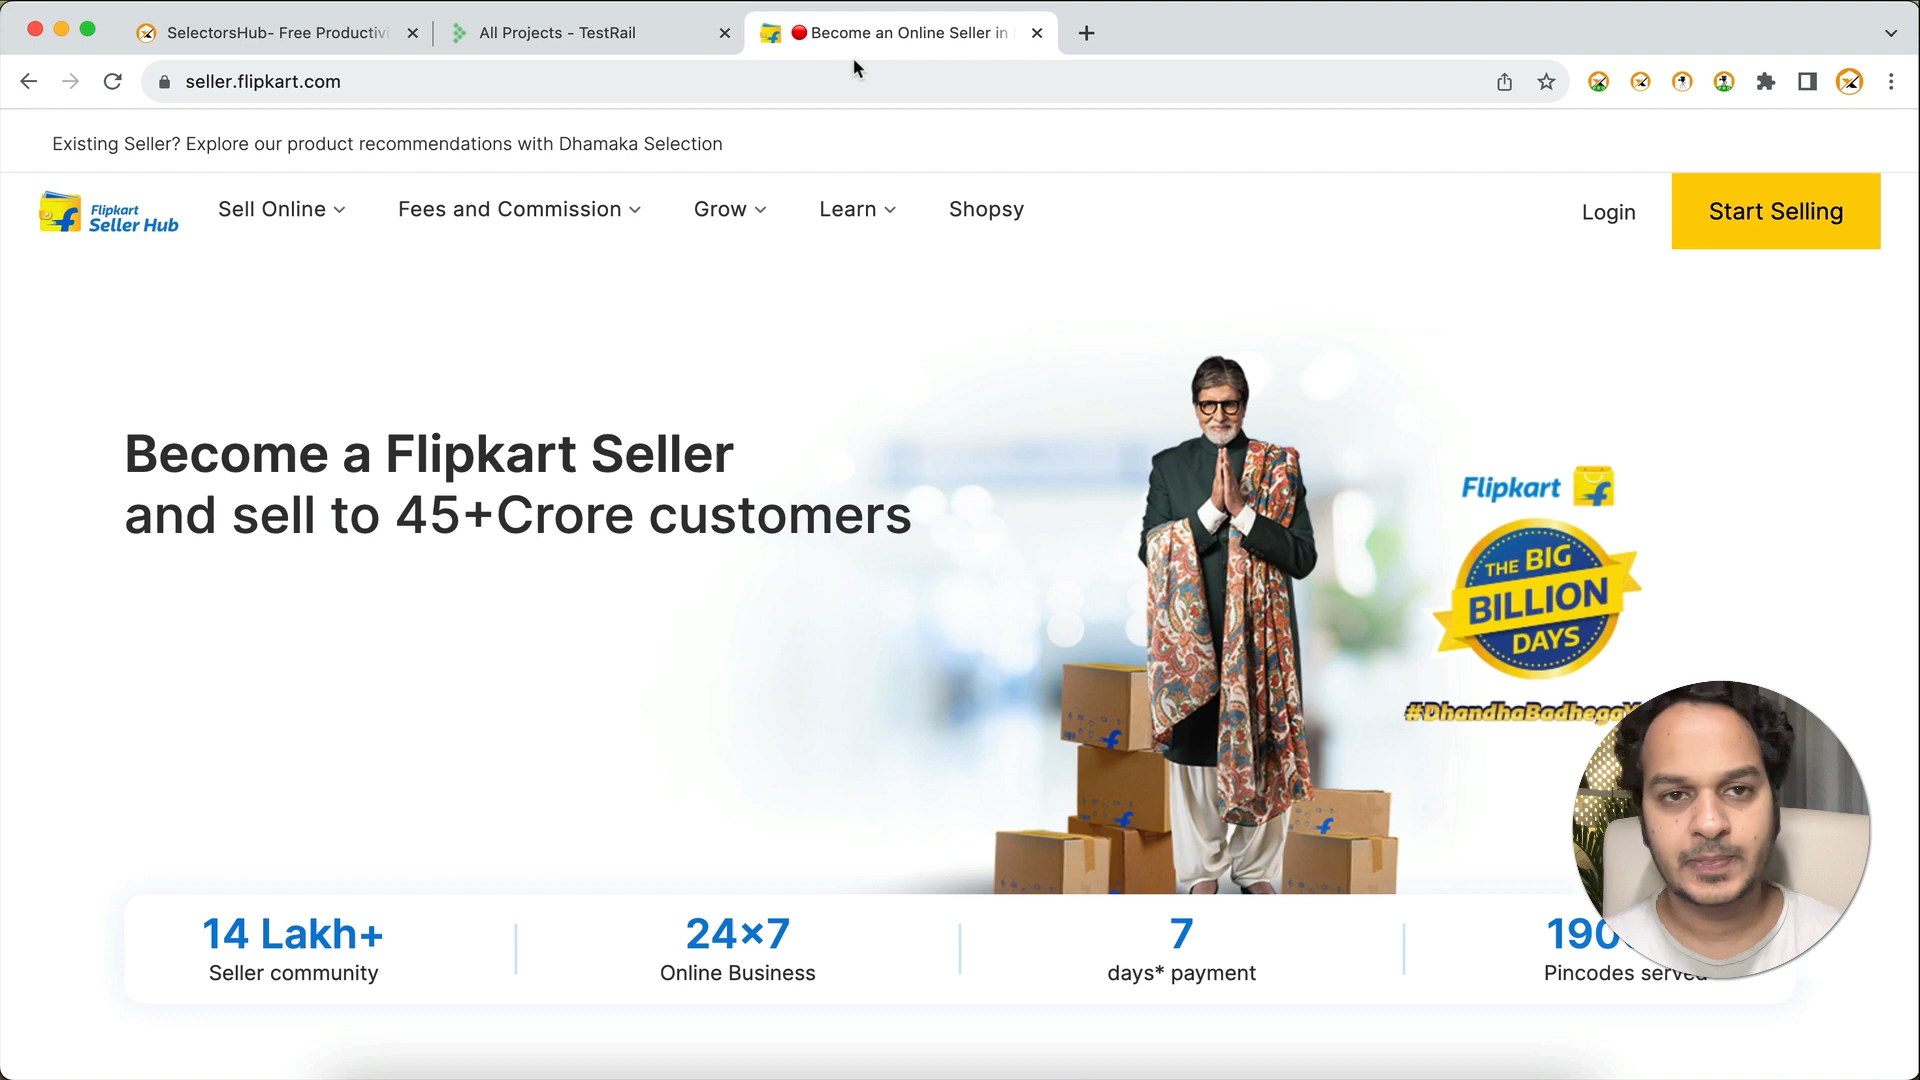 SelectorsHub- Free Productivi
All Projects - TestRail
Become an Online Seller in
seller.flipkart.com
Existing Seller? Explore our product recommendations with Dhamaka Selection
Flipkart
Seller Hub
Sell Online
Fees and Commission
Grow
Learn
Shopsy
Login
Start Selling
Become a Flipkart Seller
and sell to 45+Crore customers
Flipkart
THE BIG
BILLION
DAYS
14 Lakh+
Seller community
24×7
Online Business
7
days* payment
190
Pincodes served